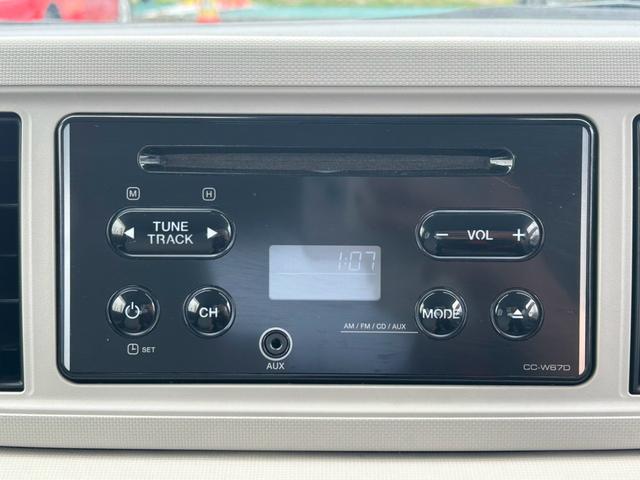 M H
◀ TUNE TRACK ▶
− VOL +
1:07
CH
MODE
AM / FM / CD / AUX
SET
AUX
CC-W67D